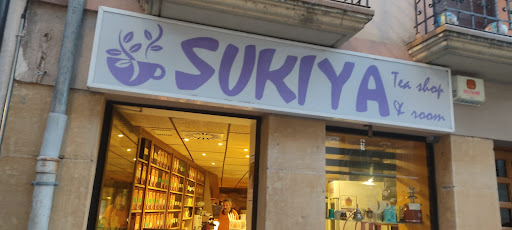 SUKIYA
Tea shop
& room